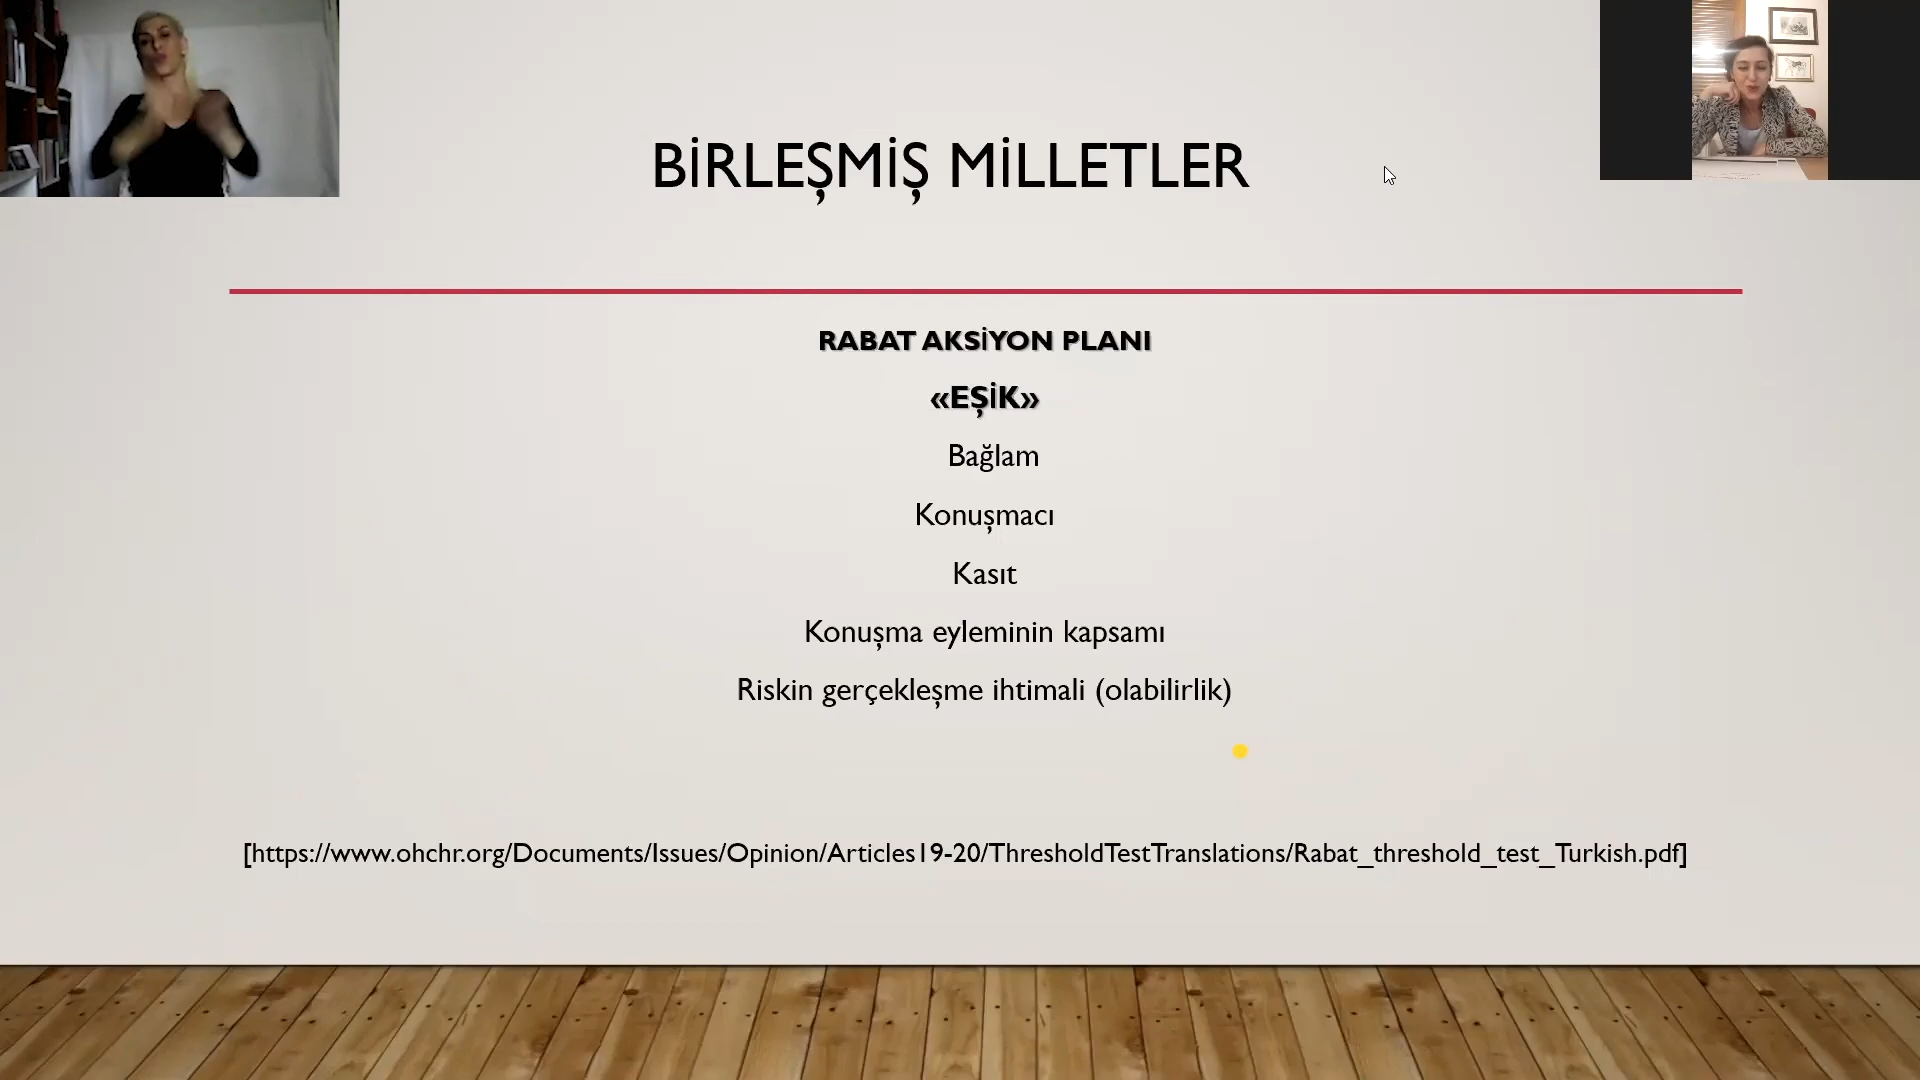 BİRLEŞMİŞ MİLLETLER
RABAT AKSİYON PLANI
«EŞİK»
Bağlam
Konuşmacı
Kasıt
Konuşma eyleminin kapsamı
Riskin gerçekleşme ihtimali (olabilirlik)
[https://www.ohchr.org/Documents/Issues/Opinion/Articles19-20/ThresholdTestTranslations/Rabat_threshold_test_Turkish.pdf]